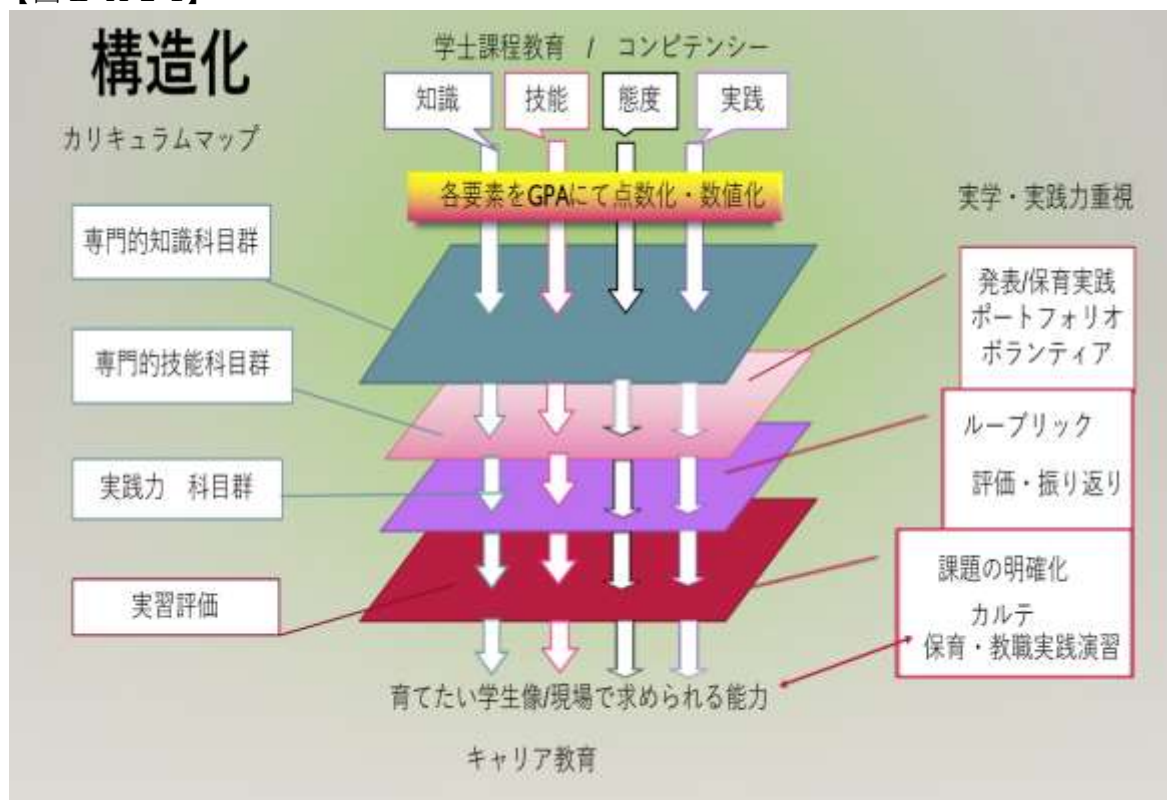 構造化
カリキュラムマップ
学士課程教育 / コンピテンシー
知識
技能
態度
実践
各要素をGPAにて点数化・数値化
専門的知識科目群
専門的技能科目群
実践力 科目群
実習評価
実学・実践力重視
発表/保育実践
ポートフォリオ
ボランティア
ルーブリック
評価・振り返り
課題の明確化
カルテ
保育・教職実践演習
育てたい学生像/現場で求められる能力
キャリア教育